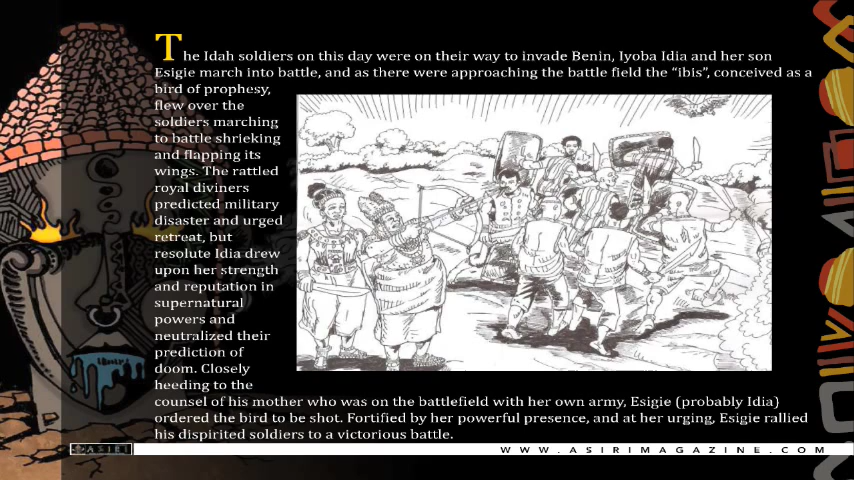 The Idah soldiers on this day were on their way to invade Benin, Iyoba Idia and her son
Esigie march into battle, and as there were approaching the battle field the “ibis”, conceived as a
bird of prophesy,
flew over the
soldiers marching
to battle shrieking
and flapping its
wings. The rattled
royal diviners
predicted military
disaster and urged
retreat, but
resolute Idia drew
upon her strength
and reputation in
supernatural
powers and
neutralized their
prediction of
doom. Closely
heeding to the
counsel of his mother who was on the battlefield with her own army, Esigie (probably Idia)
ordered the bird to be shot. Fortified by her powerful presence, and at her urging, Esigie rallied
his dispirited soldiers to a victorious battle.
ASIRI
WWW.ASIRIMAGAZINE.COM